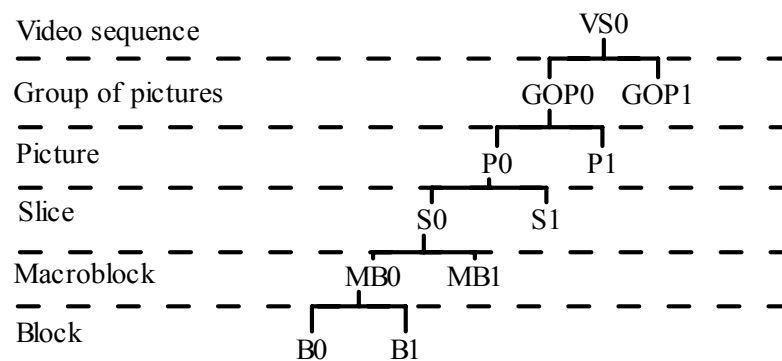 Video sequence VS0
Group of pictures GOP0 GOP1
Picture P0 P1
Slice S0 S1
Macroblock MB0 MB1
Block B0 B1